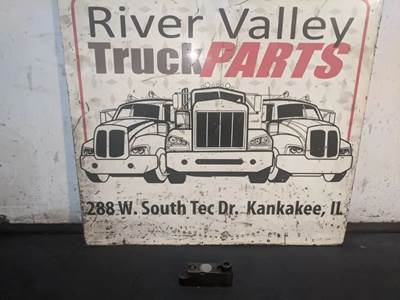 River Valley
TruckPARTS
288 W. South Tec Dr. Kankakee, IL